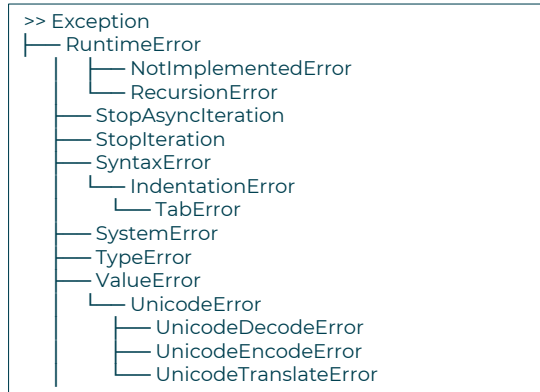 >> Exception
├── RuntimeError
│ ├── NotImplementedError
│ └── RecursionError
├── StopAsyncIteration
├── StopIteration
├── SyntaxError
│ └── IndentationError
│ └── TabError
├── SystemError
├── TypeError
├── ValueError
│ └── UnicodeError
│ ├── UnicodeDecodeError
│ ├── UnicodeEncodeError
│ └── UnicodeTranslateError